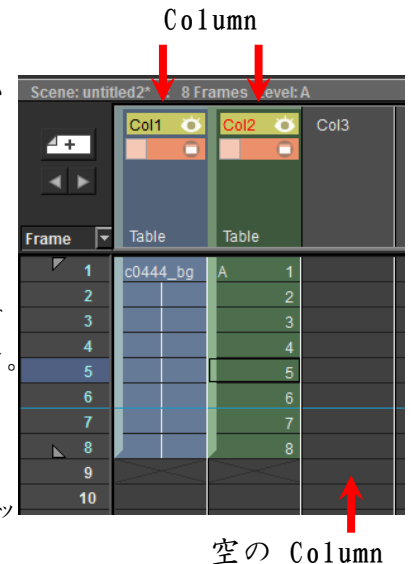 Column
Scene: untitled2* : 8 Frames Level: A
Col1 Col2 Col3
+
Frame Table Table
1 c0444_bg A 1
2 2
3 3
4 4
。
5 5
6 6
7 7
8 8
9
10
ッ
空の Column